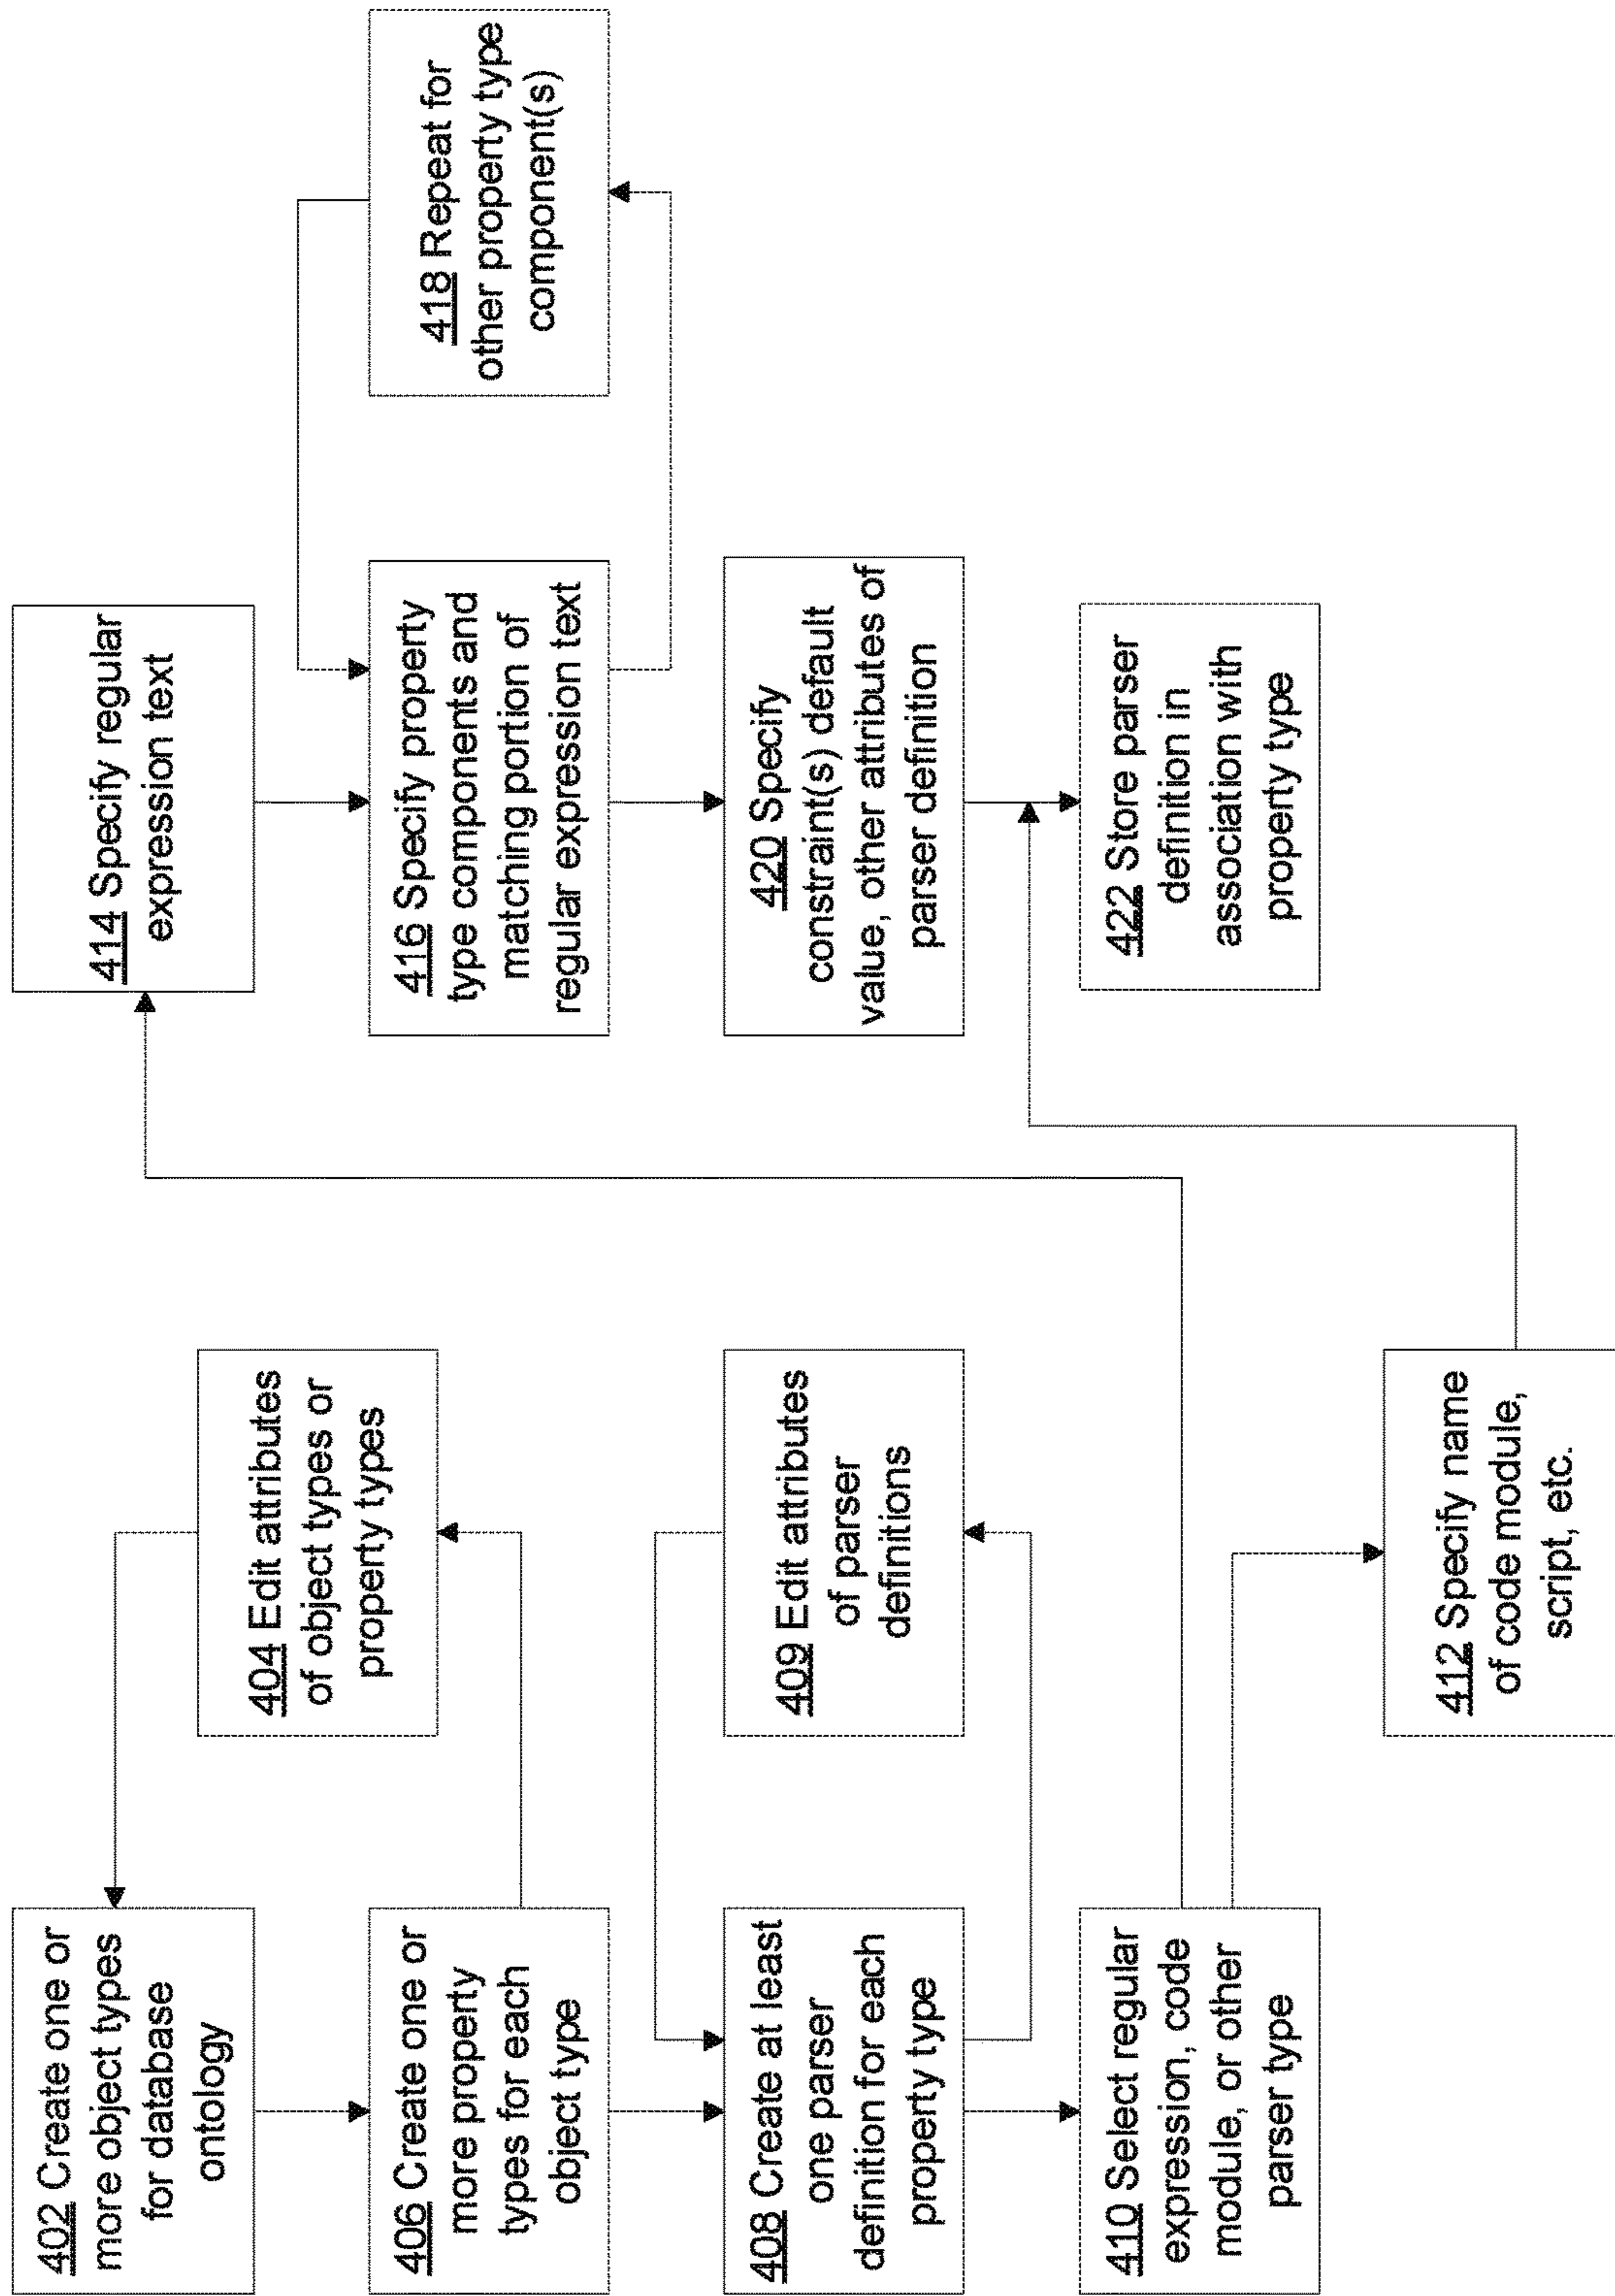 402 Create one or
more object types
for database
ontology
404 Edit attributes
of object types or
property types
406 Create one or
more property
types for each
object type
408 Create at least
one parser
definition for each
property type
409 Edit attributes
of parser
definitions
410 Select regular
expression, code
module, or other
parser type
412 Specify name
of code module,
script, etc.
414 Specify regular
expression text
416 Specify property
type components and
matching portion of
regular expression text
418 Repeat for
other property type
component(s)
420 Specify
constraint(s) default
value, other attributes of
parser definition
422 Store parser
definition in
association with
property type